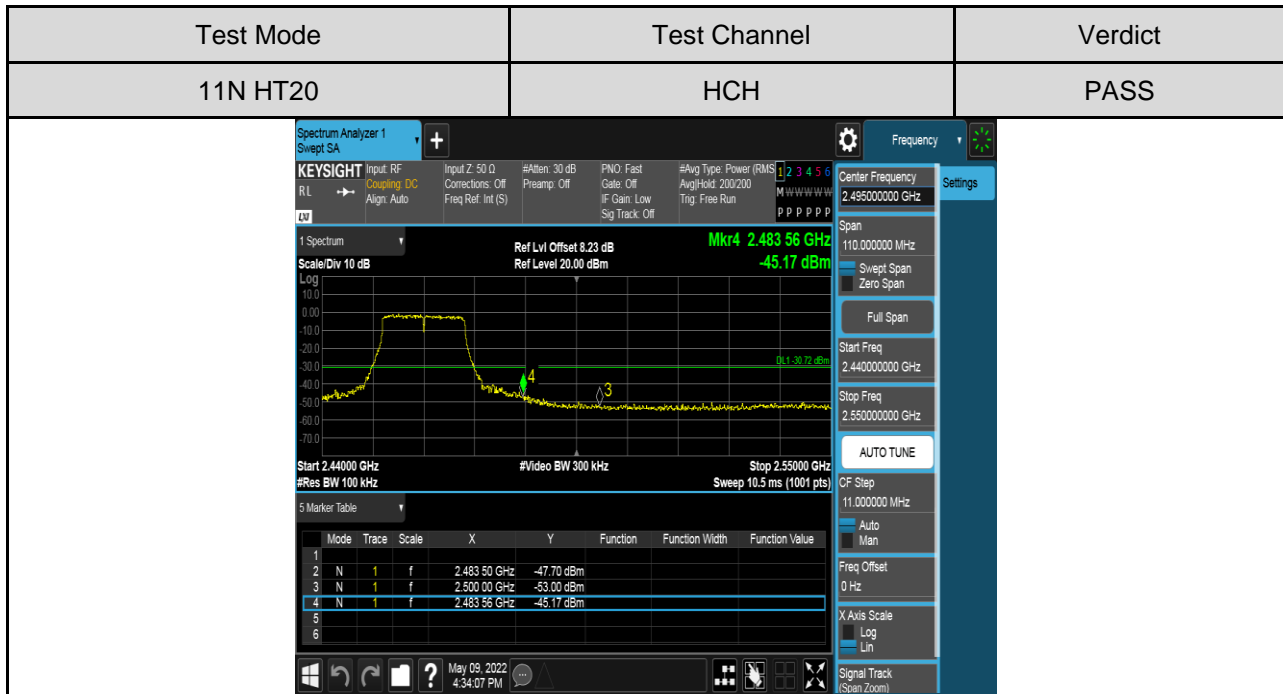 Test Mode Test Channel Verdict
11N HT20 HCH PASS
Spectrum Analyzer 1
Swept SA
+
Frequency
KEYSIGHT
RL
LXI
Input: RF
Coupling: DC
Align: Auto
Input Z: 50 Ω
Corrections: Off
Freq Ref: Int (S)
#Atten: 30 dB
Preamp: Off
PNO: Fast
Gate: Off
IF Gain: Low
Sig Track: Off
#Avg Type: Power (RMS
Avg|Hold: 200/200
Trig: Free Run
1 2 3 4 5 6
M W W W W W
P P P P P P
1 Spectrum
Scale/Div 10 dB
Ref Lvl Offset 8.23 dB
Ref Level 20.00 dBm
Mkr4 2.483 56 GHz
-45.17 dBm
Log
10.0
0.00
-10.0
-20.0
-30.0
-40.0
-50.0
-60.0
-70.0
DL1 -30.72 dBm
4
3
Start 2.44000 GHz #Video BW 300 kHz Stop 2.55000 GHz
#Res BW 100 kHz Sweep 10.5 ms (1001 pts)
5 Marker Table
Mode Trace Scale X Y Function Function Width Function Value
1
2 N 1 f 2.483 50 GHz -47.70 dBm
3 N 1 f 2.500 00 GHz -53.00 dBm
4 N 1 f 2.483 56 GHz -45.17 dBm
5
6
?
May 09, 2022
4:34:07 PM
Center Frequency
2.495000000 GHz
Settings
Span
110.000000 MHz
Swept Span
Zero Span
Full Span
Start Freq
2.440000000 GHz
Stop Freq
2.550000000 GHz
AUTO TUNE
CF Step
11.000000 MHz
Auto
Man
Freq Offset
0 Hz
X Axis Scale
Log
Lin
Signal Track
(Span Zoom)